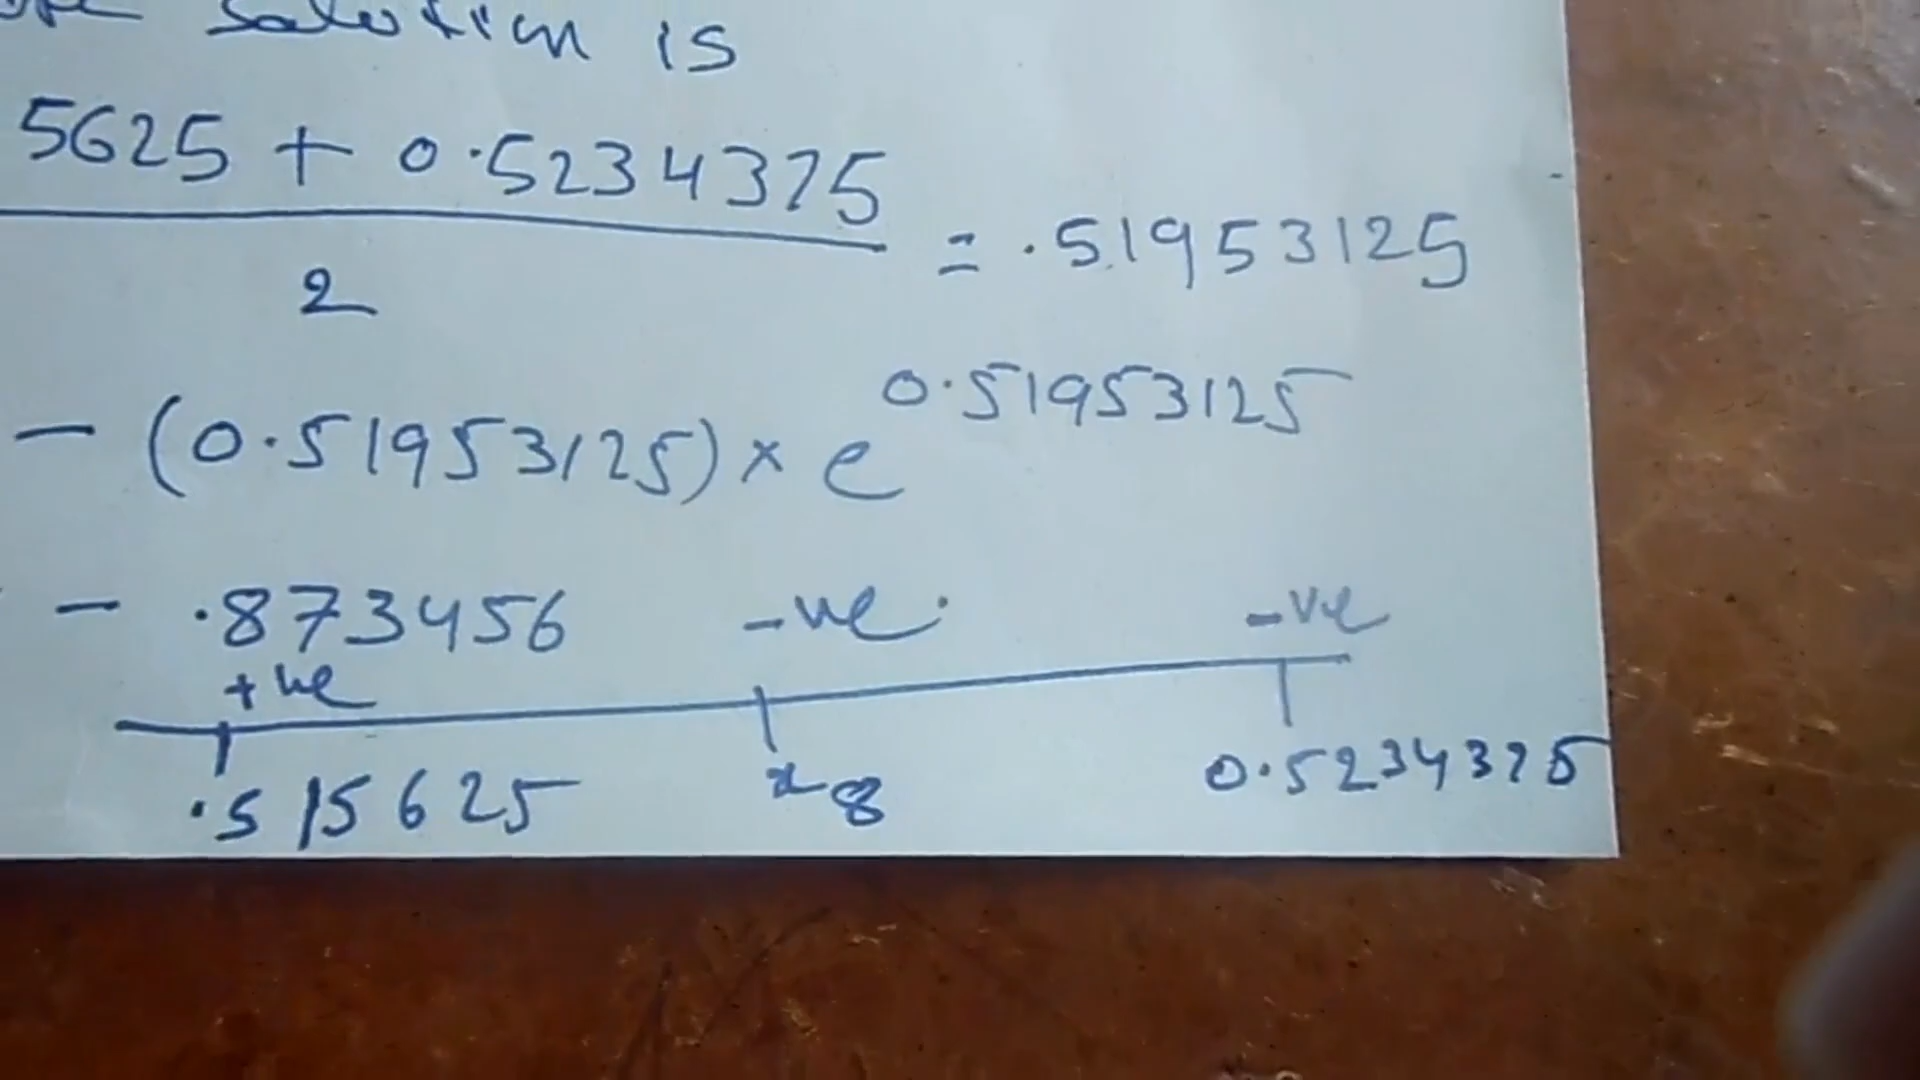 solution is
5625 + 0.5234375
2
= .51953125
- (0.51953125) × e^0.51953125
- .873456
+ve -ve -ve
.515625 x8 0.5234375